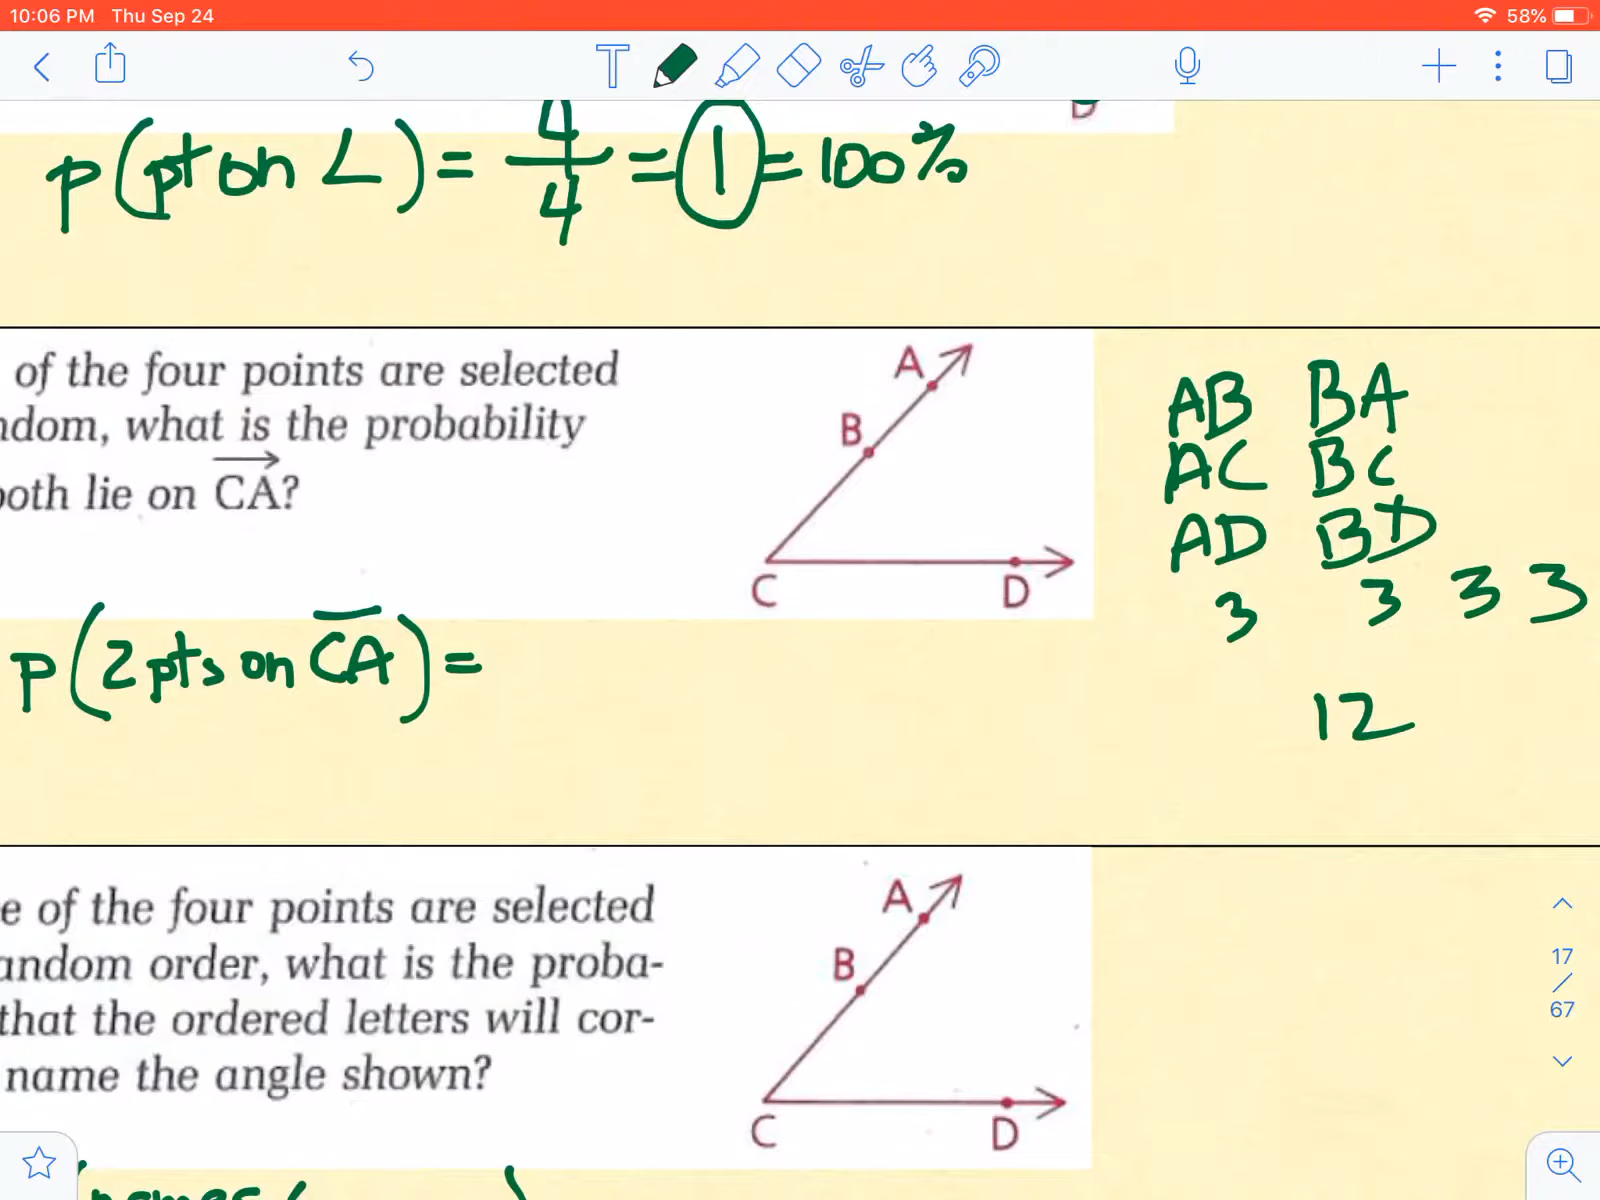 10:06 PM Thu Sep 24
58%
T
p(pt on ∠) = 4/4 = 1 = 100%
of the four points are selected
ndom, what is the probability
ooth lie on CA?
A
B
C
D
AB BA
AC BC
AD BD
3 3 3 3
12
p(2 pts on CA) =
e of the four points are selected
andom order, what is the proba-
that the ordered letters will cor-
name the angle shown?
A
B
C
D
17
/
67